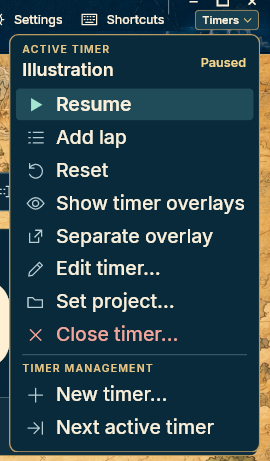 Settings
Shortcuts
Timers
ACTIVE TIMER
Illustration
Paused
Resume
Add lap
Reset
Show timer overlays
Separate overlay
Edit timer...
Set project...
Close timer...
TIMER MANAGEMENT
New timer...
Next active timer